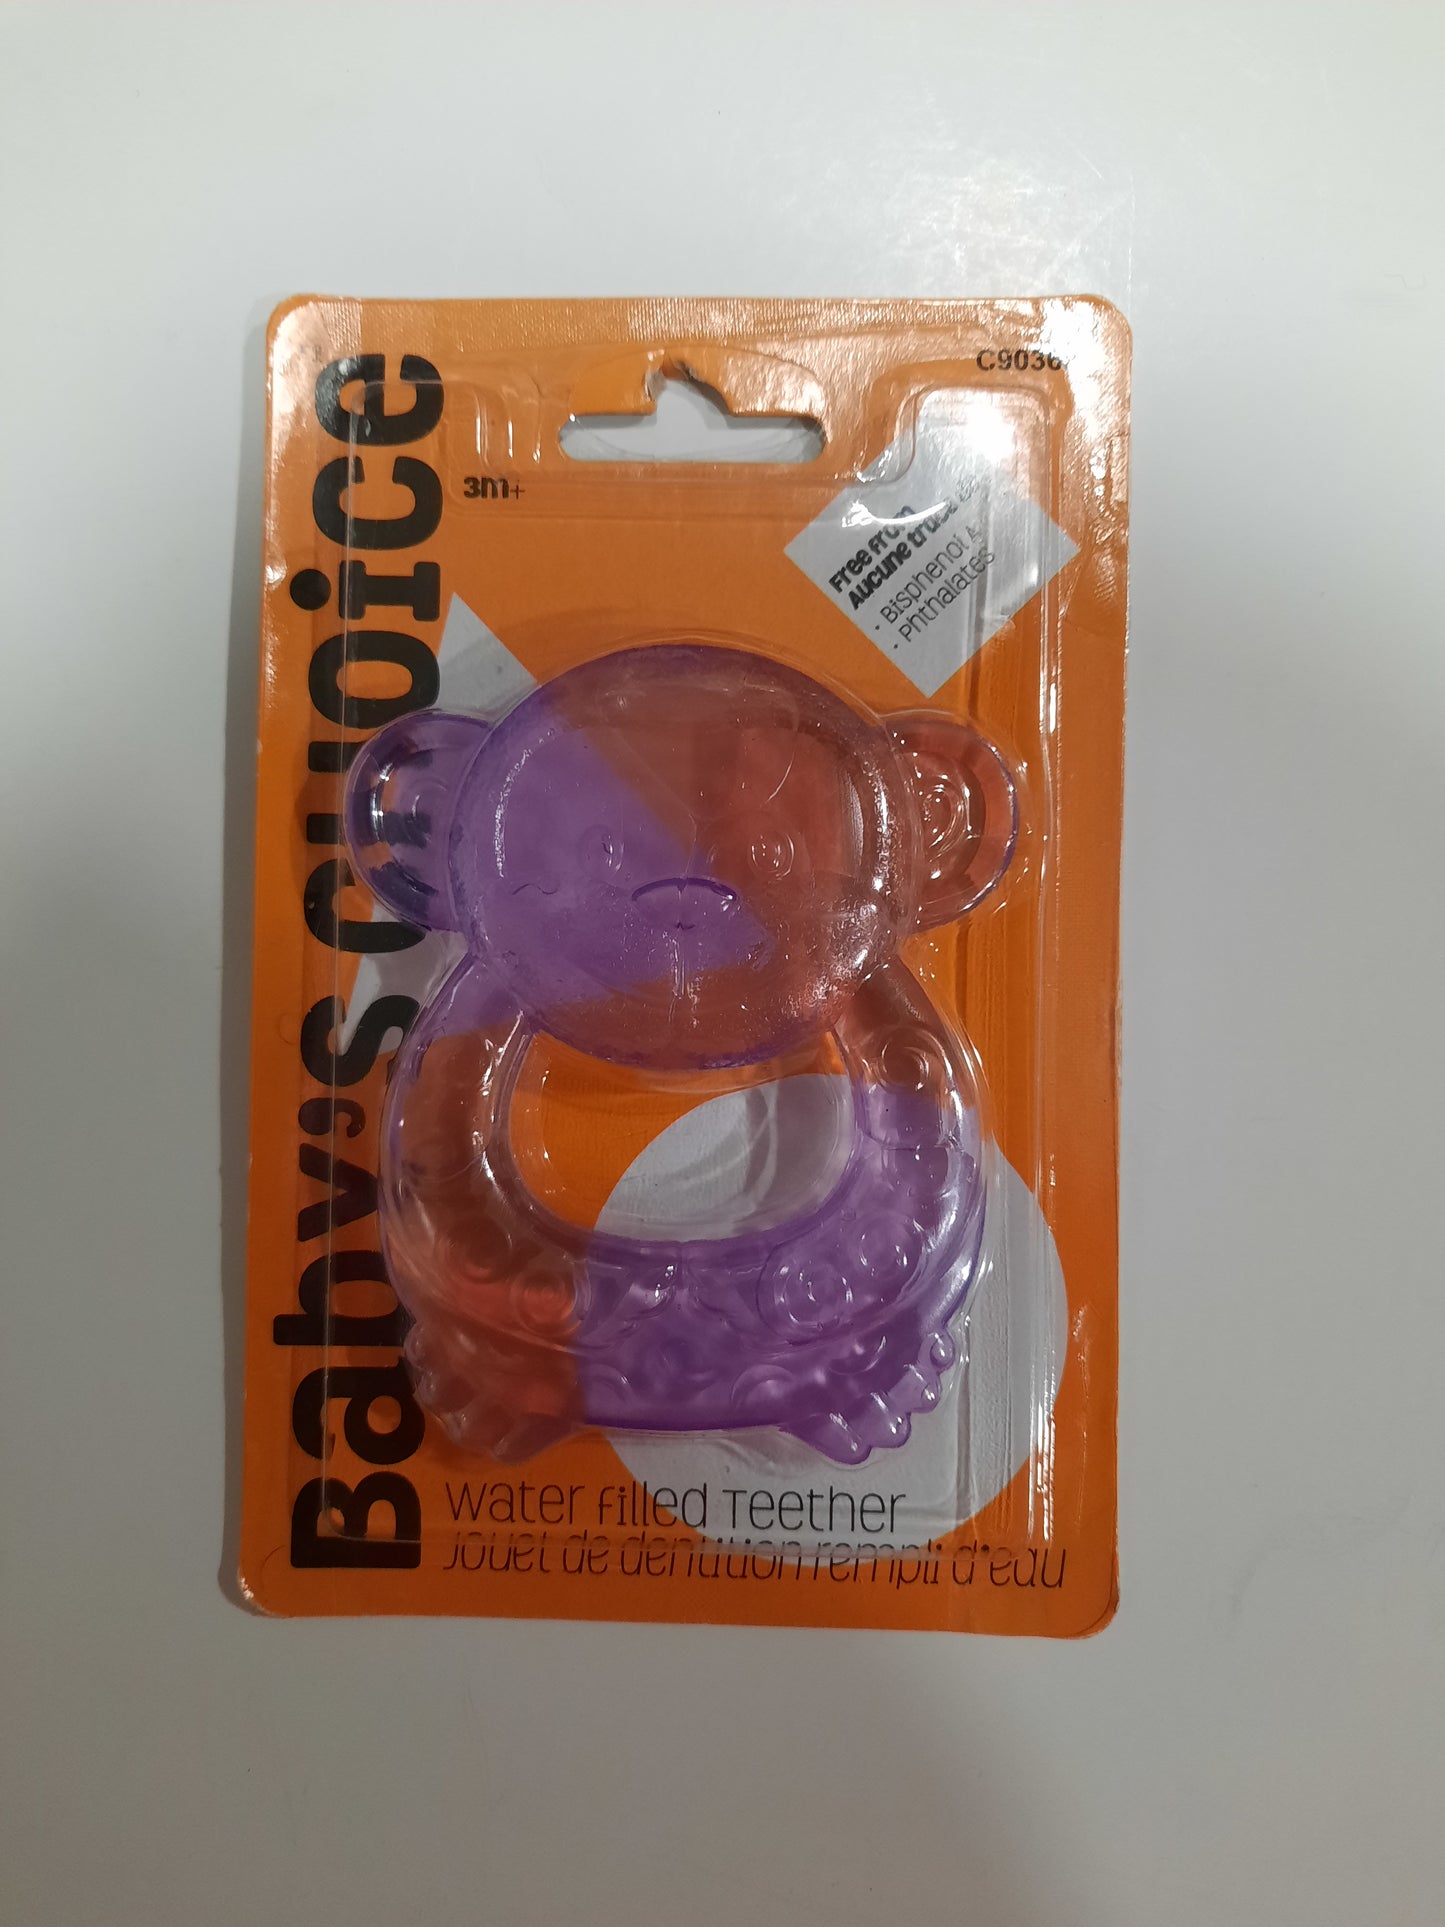 Baby's choice
C9036
3m+
Free from
Aucune trace de
• Bisphenol A
• Phthalates
Water filled Teether
Jouet de dentition rempli d'eau